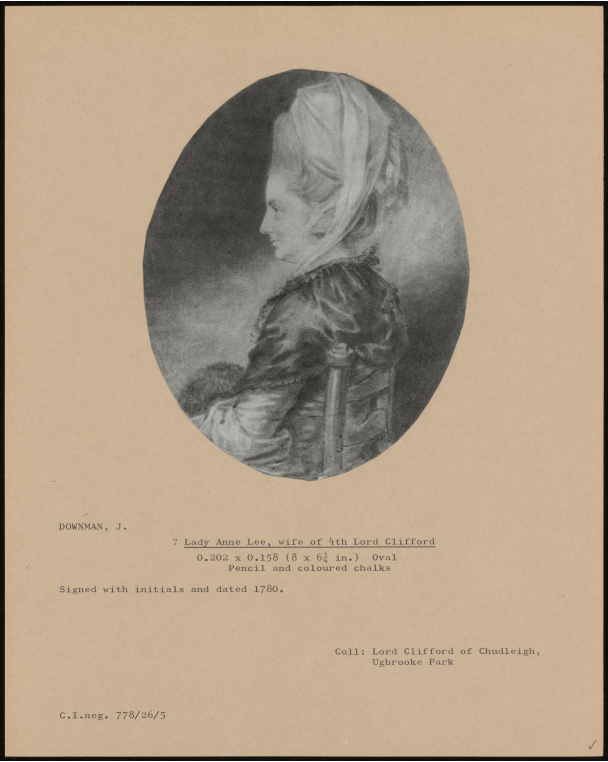 DOWNMAN, J.
? Lady Anne Lee, wife of 4th Lord Clifford
0.202 x 0.158 (8 x 6¼ in.) Oval
Pencil and coloured chalks
Signed with initials and dated 1780.
Coll: Lord Clifford of Chudleigh,
Ugbrooke Park
C.I.neg. 778/26/5